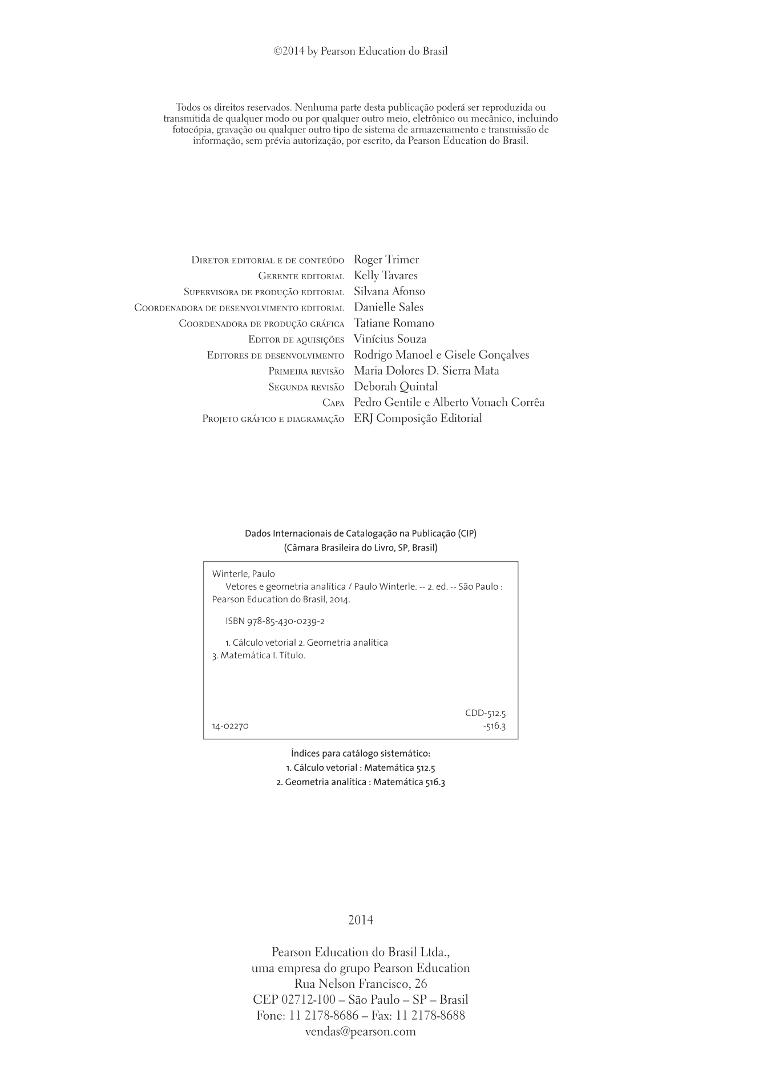 ©2014 by Pearson Education do Brasil
Todos os direitos reservados. Nenhuma parte desta publicação poderá ser reproduzida ou
transmitida de qualquer modo ou por qualquer outro meio, eletrônico ou mecânico, incluindo
fotocópia, gravação ou qualquer outro tipo de sistema de armazenamento e transmissão de
informação, sem prévia autorização, por escrito, da Pearson Education do Brasil.
Diretor editorial e de conteúdo Roger Trimer
Gerente editorial Kelly Tavares
Supervisora de produção editorial Silvana Afonso
Coordenadora de desenvolvimento editorial Danielle Sales
Coordenadora de produção gráfica Tatiane Romano
Editor de aquisições Vinícius Souza
Editores de desenvolvimento Rodrigo Manoel e Gisele Gonçalves
Primeira revisão Maria Dolores D. Sierra Mata
Segunda revisão Deborah Quintal
Capa Pedro Gentile e Alberto Vonach Corrêa
Projeto gráfico e diagramação ERJ Composição Editorial
Dados Internacionais de Catalogação na Publicação (CIP)
(Câmara Brasileira do Livro, SP, Brasil)
Winterle, Paulo
Vetores e geometria analítica / Paulo Winterle. -- 2. ed. -- São Paulo :
Pearson Education do Brasil, 2014.
ISBN 978-85-430-0239-2
1. Cálculo vetorial 2. Geometria analítica
3. Matemática I. Título.
CDD-512.5
14-02270 -516.3
Índices para catálogo sistemático:
1. Cálculo vetorial : Matemática 512.5
2. Geometria analítica : Matemática 516.3
2014
Pearson Education do Brasil Ltda.,
uma empresa do grupo Pearson Education
Rua Nelson Francisco, 26
CEP 02712-100 – São Paulo – SP – Brasil
Fone: 11 2178-8686 – Fax: 11 2178-8688
vendas@pearson.com